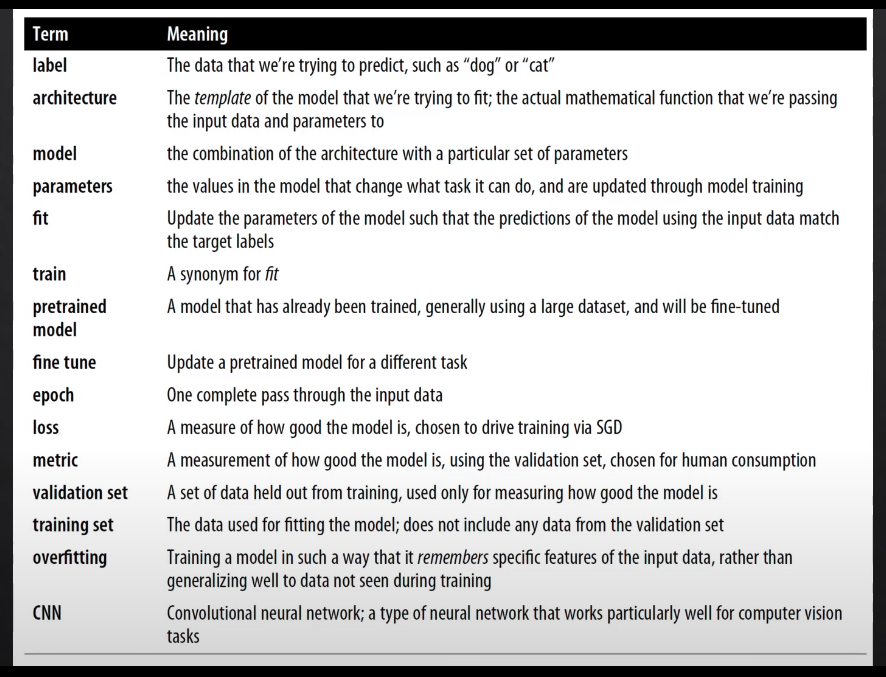 Term Meaning
label The data that we're trying to predict, such as “dog” or “cat”
architecture The template of the model that we're trying to fit; the actual mathematical function that we're passing
the input data and parameters to
model the combination of the architecture with a particular set of parameters
parameters the values in the model that change what task it can do, and are updated through model training
fit Update the parameters of the model such that the predictions of the model using the input data match
the target labels
train A synonym for fit
pretrained A model that has already been trained, generally using a large dataset, and will be fine-tuned
model
fine tune Update a pretrained model for a different task
epoch One complete pass through the input data
loss A measure of how good the model is, chosen to drive training via SGD
metric A measurement of how good the model is, using the validation set, chosen for human consumption
validation set A set of data held out from training, used only for measuring how good the model is
training set The data used for fitting the model; does not include any data from the validation set
overfitting Training a model in such a way that it remembers specific features of the input data, rather than
generalizing well to data not seen during training
CNN Convolutional neural network; a type of neural network that works particularly well for computer vision
tasks